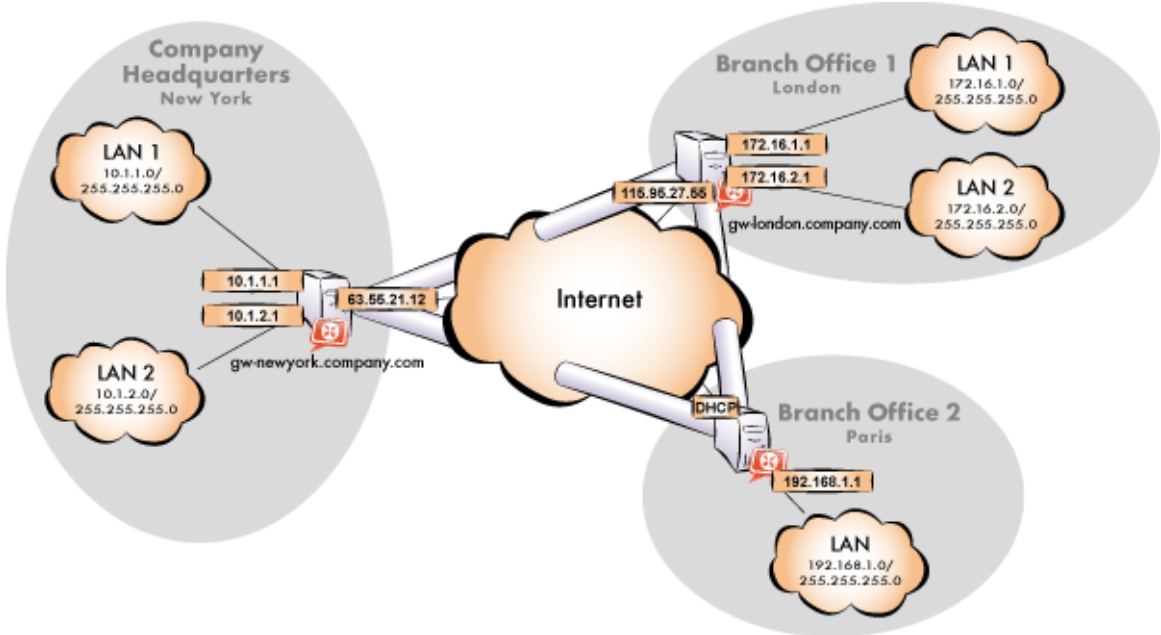 Company
Headquarters
New York
LAN 1
10.1.1.0/
255.255.255.0
10.1.1.1
10.1.2.1
63.55.21.12
gw-newyork.company.com
LAN 2
10.1.2.0/
255.255.255.0
Internet
Branch Office 1
London
LAN 1
172.16.1.0/
255.255.255.0
172.16.1.1
172.16.2.1
115.95.27.55
gw-london.company.com
LAN 2
172.16.2.0/
255.255.255.0
Branch Office 2
Paris
DHCP
192.168.1.1
LAN
192.168.1.0/
255.255.255.0